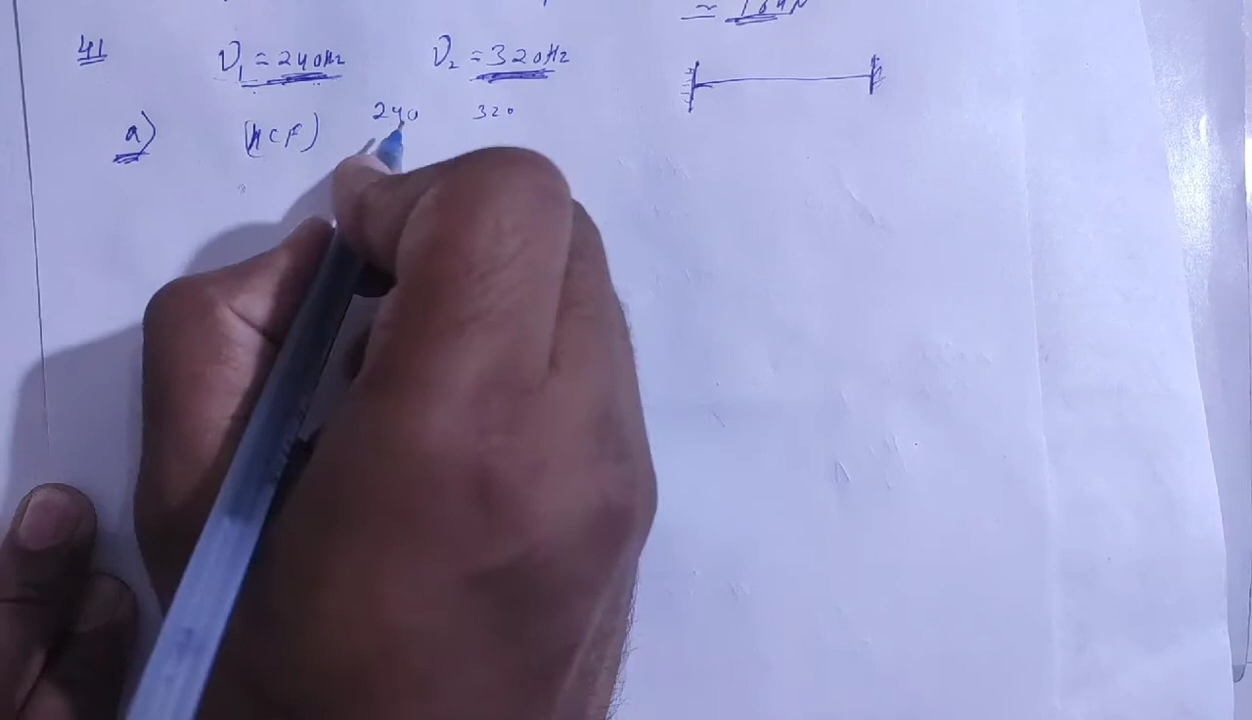 41 ν₁ = 240Hz ν₂ = 320Hz
a) (HCF) 240 320